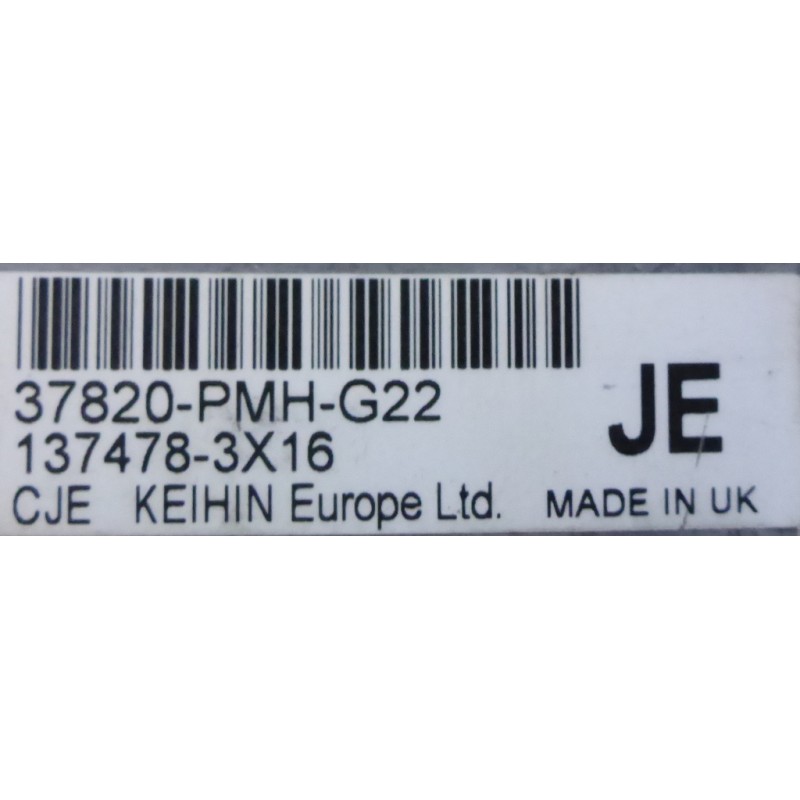 37820-PMH-G22
137478-3X16
JE
CJE KEIHIN Europe Ltd. MADE IN UK